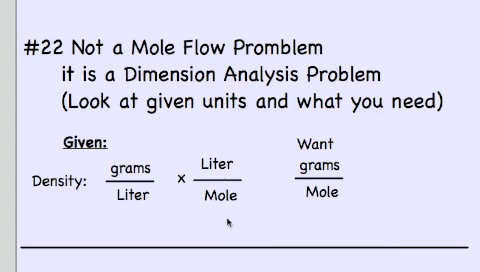 #22 Not a Mole Flow Promblem
it is a Dimension Analysis Problem
(Look at given units and what you need)
Given:
Want
Density: grams x Liter grams
Liter Mole Mole